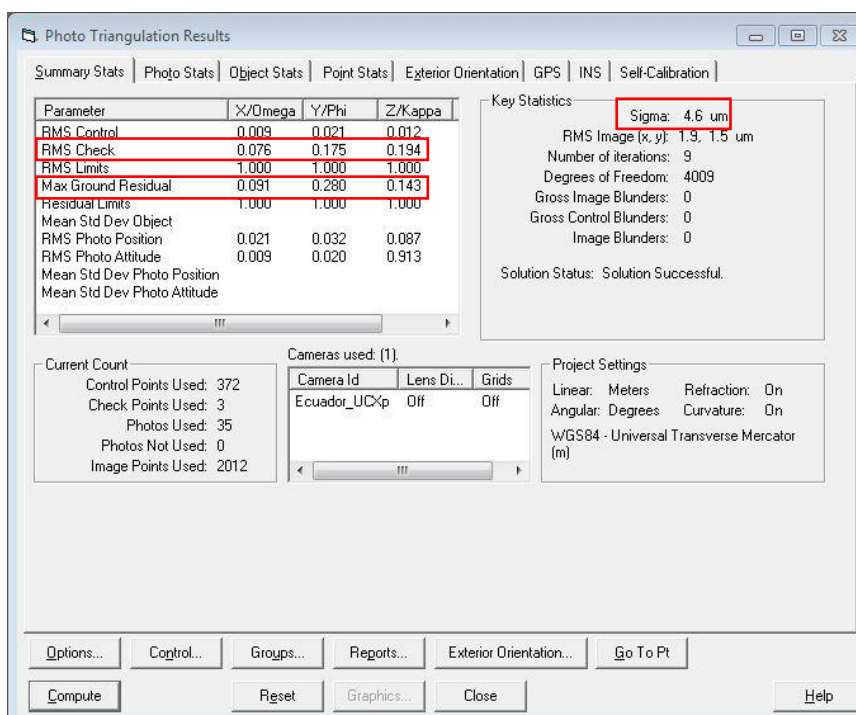 Photo Triangulation Results
Summary Stats Photo Stats Object Stats Point Stats Exterior Orientation GPS INS Self-Calibration
Parameter X/Omega Y/Phi Z/Kappa
RMS Control 0.009 0.021 0.012
RMS Check 0.076 0.175 0.194
RMS Limits 1.000 1.000 1.000
Max Ground Residual 0.091 0.280 0.143
Residual Limits 1.000 1.000 1.000
Mean Std Dev Object
RMS Photo Position 0.021 0.032 0.087
RMS Photo Attitude 0.009 0.020 0.913
Mean Std Dev Photo Position
Mean Std Dev Photo Attitude
Key Statistics
Sigma: 4.6 um
RMS Image (x, y): 1.9, 1.5 um
Number of iterations: 9
Degrees of Freedom: 4009
Gross Image Blunders: 0
Gross Control Blunders: 0
Image Blunders: 0
Solution Status: Solution Successful.
Current Count
Control Points Used: 372
Check Points Used: 3
Photos Used: 35
Photos Not Used: 0
Image Points Used: 2012
Cameras used: (1).
Camera Id Lens Di... Grids
Ecuador_UCXp Off Off
Project Settings
Linear: Meters Refraction: On
Angular: Degrees Curvature: On
WGS84 - Universal Transverse Mercator
(m)
Options... Control... Groups... Reports... Exterior Orientation... Go To Pt
Compute Reset Graphics... Close Help